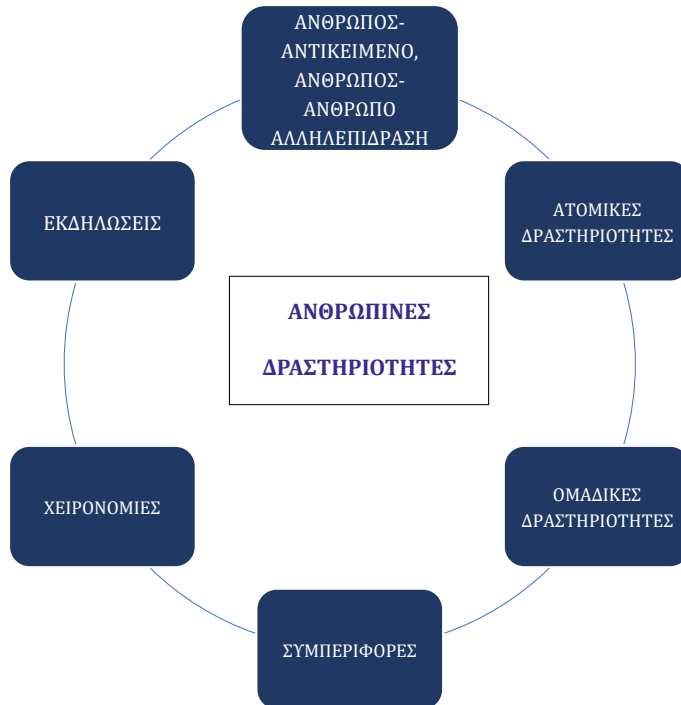 ΑΝΘΡΩΠΟΣ-
ΑΝΤΙΚΕΙΜΕΝΟ,
ΑΝΘΡΩΠΟΣ-
ΑΝΘΡΩΠΟ
ΑΛΛΗΛΕΠΙΔΡΑΣΗ
ΑΤΟΜΙΚΕΣ
ΔΡΑΣΤΗΡΙΟΤΗΤΕΣ
ΟΜΑΔΙΚΕΣ
ΔΡΑΣΤΗΡΙΟΤΗΤΕΣ
ΣΥΜΠΕΡΙΦΟΡΕΣ
ΧΕΙΡΟΝΟΜΙΕΣ
ΕΚΔΗΛΩΣΕΙΣ
ΑΝΘΡΩΠΙΝΕΣ
ΔΡΑΣΤΗΡΙΟΤΗΤΕΣ